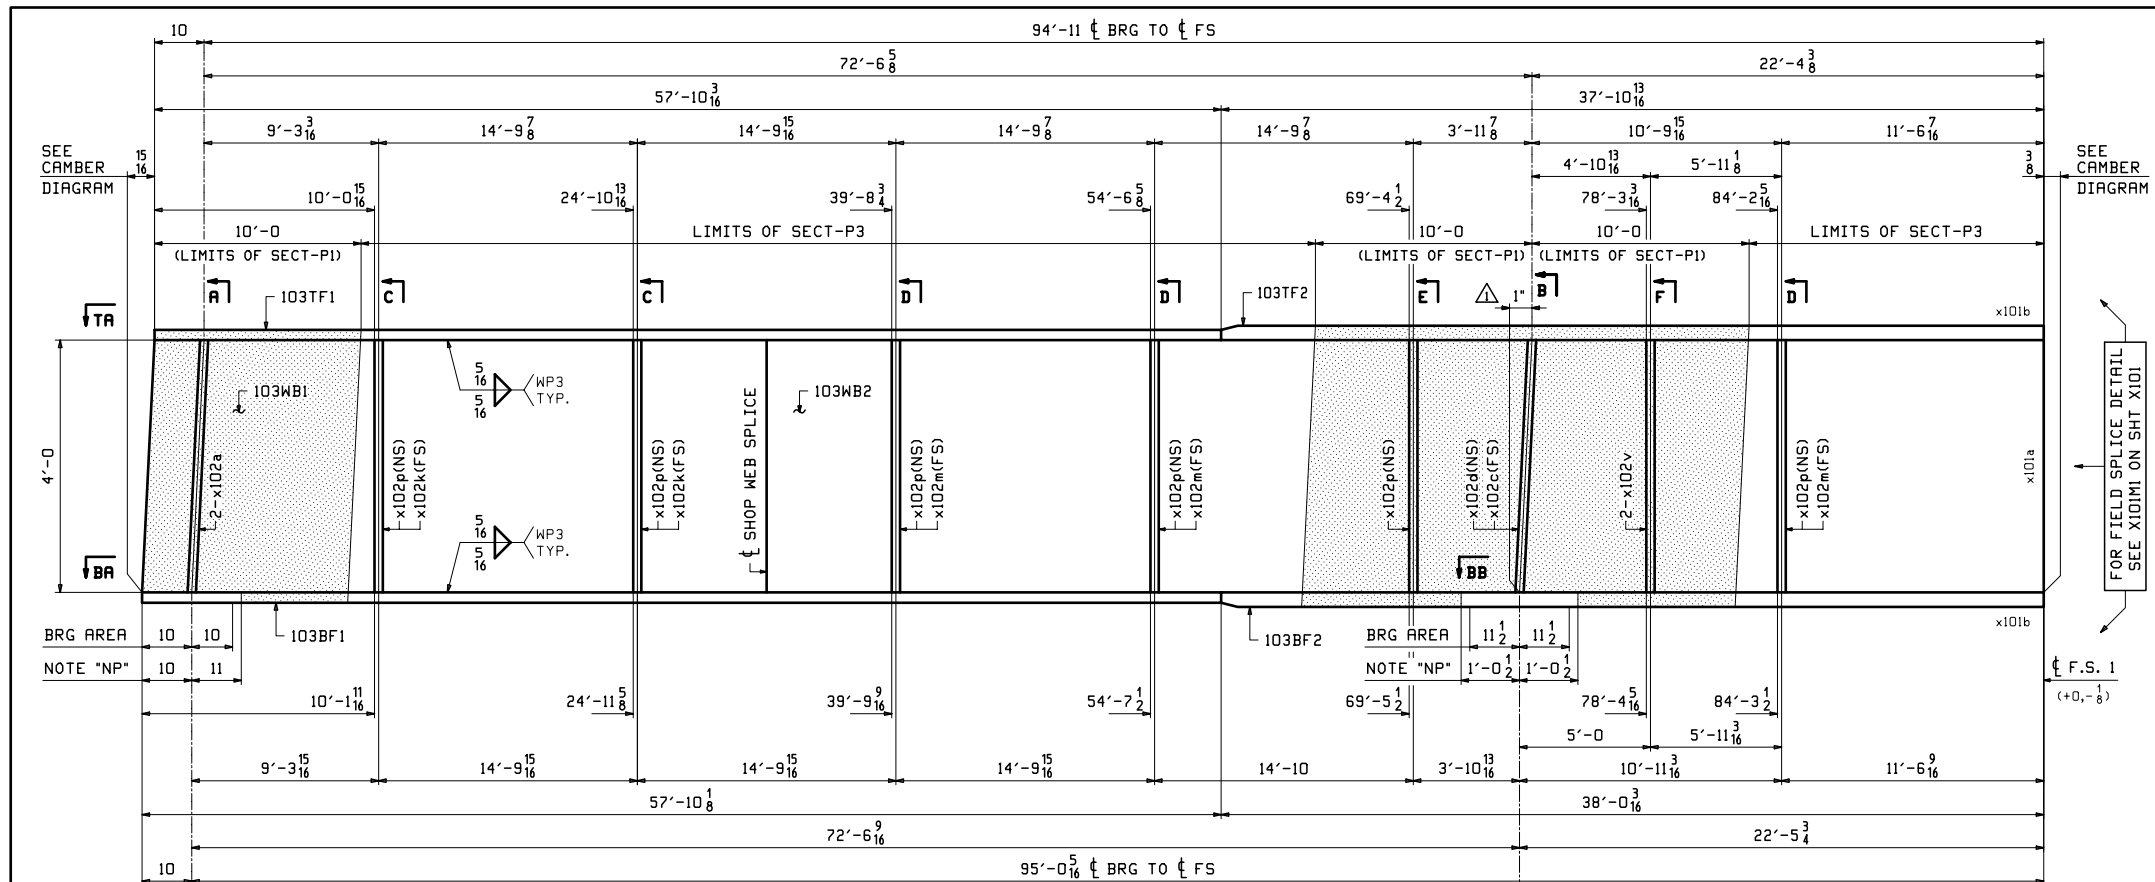 10 94′-11 ℄ BRG TO ℄ FS
72′-6 5/8 22′-4 3/8
57′-10 3/16 37′-10 13/16
9′-3 3/16 14′-9 7/8 14′-9 15/16 14′-9 7/8 14′-9 7/8 3′-11 7/8 10′-9 15/16 11′-6 7/16
SEE
CAMBER
DIAGRAM
15/16
4′-10 13/16 5′-11 1/8
3/8
SEE
CAMBER
DIAGRAM
10′-0 15/16 24′-10 13/16 39′-8 3/4 54′-6 5/8 69′-4 1/2 78′-3 3/16 84′-2 5/16
10′-0 LIMITS OF SECT-P3 10′-0 10′-0 LIMITS OF SECT-P3
(LIMITS OF SECT-P1) (LIMITS OF SECT-P1) (LIMITS OF SECT-P1)
A C C D D E 1 1" B F D
TA 103TF1 103TF2 x101b
4′-0
103WB1
5/16
5/16
WP3
TYP.
103WB2
2-x102a
x102p(NS)
x102k(FS)
x102p(NS)
x102k(FS)
℄ SHOP WEB SPLICE
x102p(NS)
x102m(FS)
x102p(NS)
x102m(FS)
x102p(NS)
x102d(NS)
x102c(FS)
2-x102v
x102p(NS)
x102m(FS)
x101a
FOR FIELD SPLICE DETAIL
SEE X101M1 ON SHT X101
5/16
5/16
WP3
TYP.
BA BB
103BF1 103BF2 x101b
BRG AREA 10 10 BRG AREA 11 1/2 11 1/2
NOTE "NP" 10 11 NOTE "NP" 1′-0 1/2 1′-0 1/2
℄ F.S. 1
(+0,-1/8)
10′-1 11/16 24′-11 5/8 39′-9 9/16 54′-7 1/2 69′-5 1/2 78′-4 5/16 84′-3 1/2
5′-0 5′-11 3/16
9′-3 15/16 14′-9 15/16 14′-9 15/16 14′-9 15/16 14′-10 3′-10 13/16 10′-11 3/16 11′-6 9/16
57′-10 1/8 38′-0 3/16
72′-6 9/16 22′-5 3/4
10 95′-0 5/16 ℄ BRG TO ℄ FS